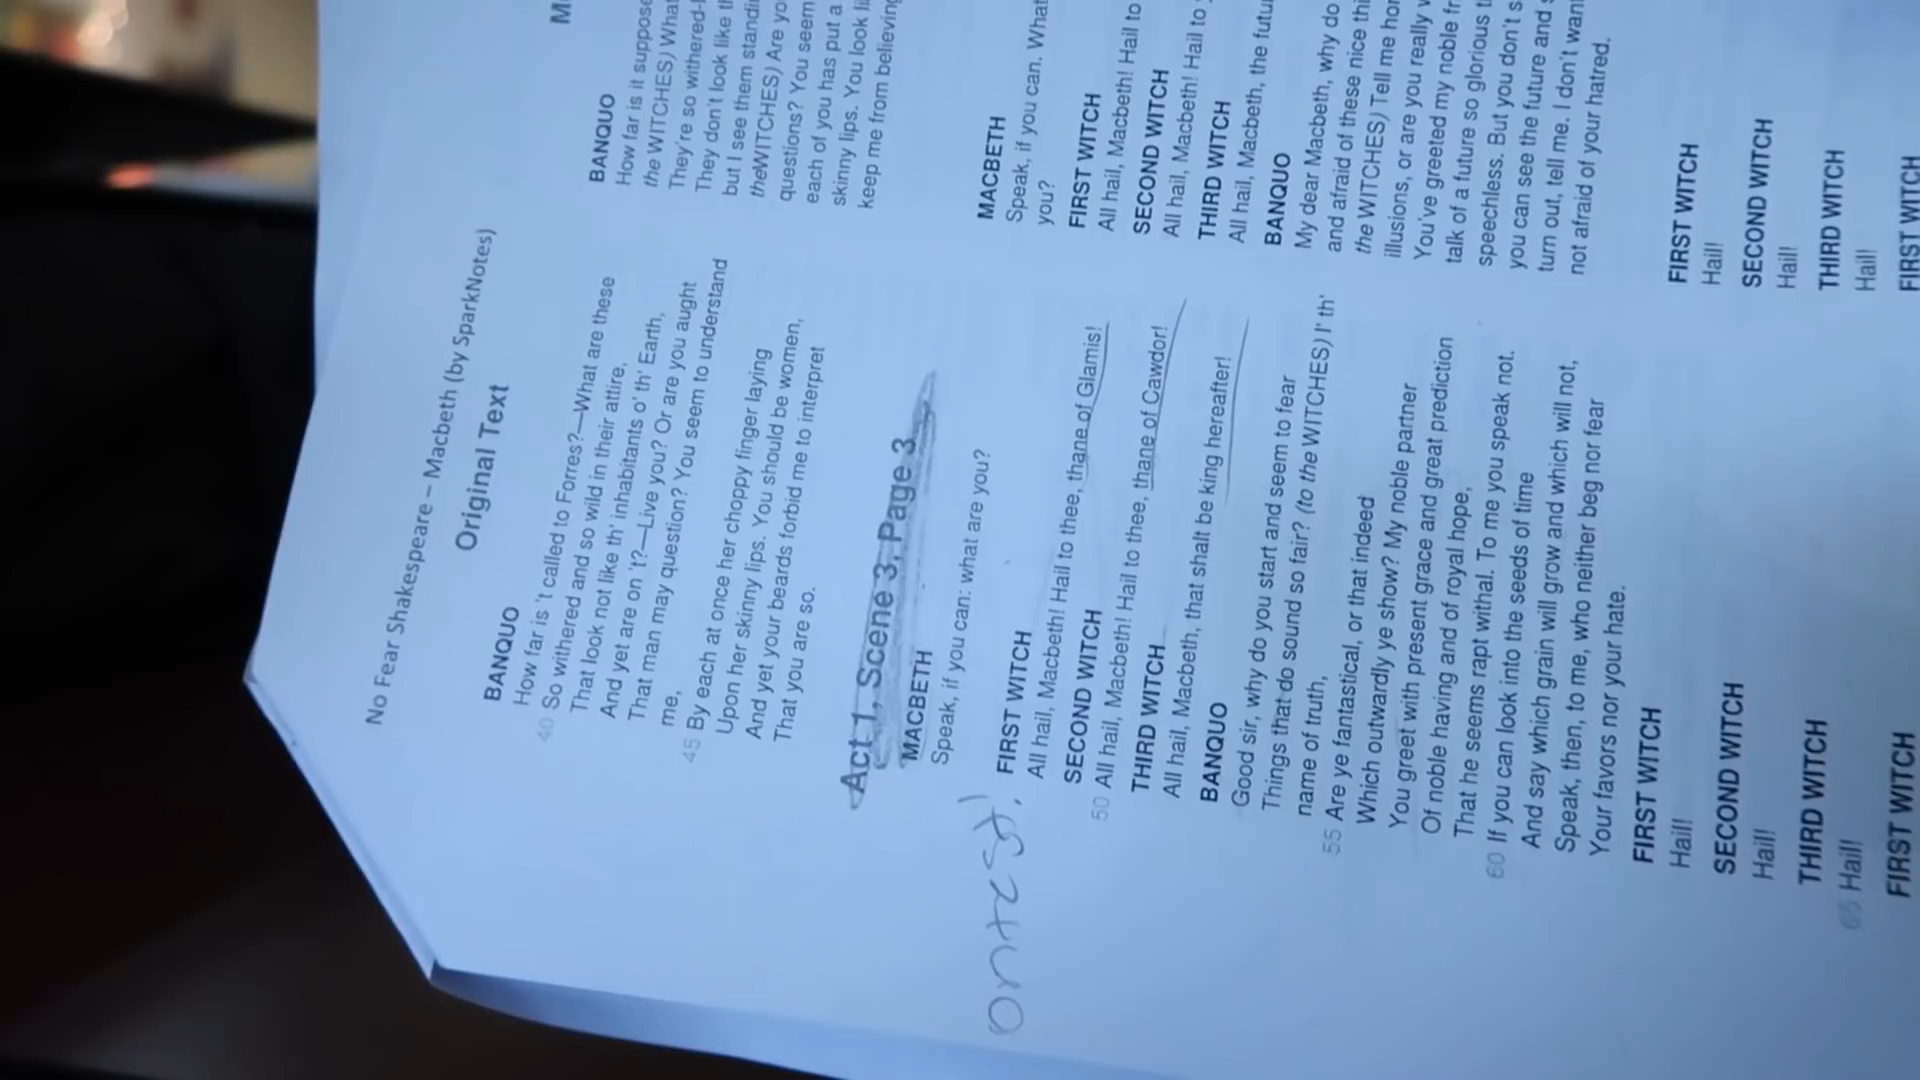 No Fear Shakespeare – Macbeth (by SparkNotes)
Original Text
BANQUO
How far is 't called to Forres?—What are these
40 So withered and so wild in their attire,
That look not like th' inhabitants o' th' Earth,
And yet are on 't?—Live you? Or are you aught
That man may question? You seem to understand
me,
45 By each at once her choppy finger laying
Upon her skinny lips. You should be women,
And yet your beards forbid me to interpret
That you are so.
Act 1, Scene 3, Page 3
MACBETH
Speak, if you can: what are you?
FIRST WITCH
All hail, Macbeth! Hail to thee, thane of Glamis!
SECOND WITCH
50 All hail, Macbeth! Hail to thee, thane of Cawdor!
THIRD WITCH
All hail, Macbeth, that shalt be king hereafter!
BANQUO
Good sir, why do you start and seem to fear
Things that do sound so fair? (to the WITCHES) I' th'
name of truth,
55 Are ye fantastical, or that indeed
Which outwardly ye show? My noble partner
You greet with present grace and great prediction
Of noble having and of royal hope,
That he seems rapt withal. To me you speak not.
60 If you can look into the seeds of time
And say which grain will grow and which will not,
Speak, then, to me, who neither beg nor fear
Your favors nor your hate.
FIRST WITCH
Hail!
SECOND WITCH
Hail!
THIRD WITCH
65 Hail!
FIRST WITCH
BANQUO
How far is it suppose
the WITCHES) What
They're so withered-
They don't look like
but I see them standi
theWITCHES) Are yo
questions? You seem
each of you has put a
skinny lips. You look
keep me from believing
MACBETH
Speak, if you can. What
you?
FIRST WITCH
All hail, Macbeth! Hail to
SECOND WITCH
All hail, Macbeth! Hail to
THIRD WITCH
All hail, Macbeth, the futu
BANQUO
My dear Macbeth, why do
and afraid of these nice thi
the WITCHES) Tell me hon
illusions, or are you really
You've greeted my noble
talk of a future so glorious
speechless. But you don't s
you can see the future and
turn out, tell me. I don't wan
not afraid of your hatred.
FIRST WITCH
Hail!
SECOND WITCH
Hail!
THIRD WITCH
Hail!
FIRST WITCH